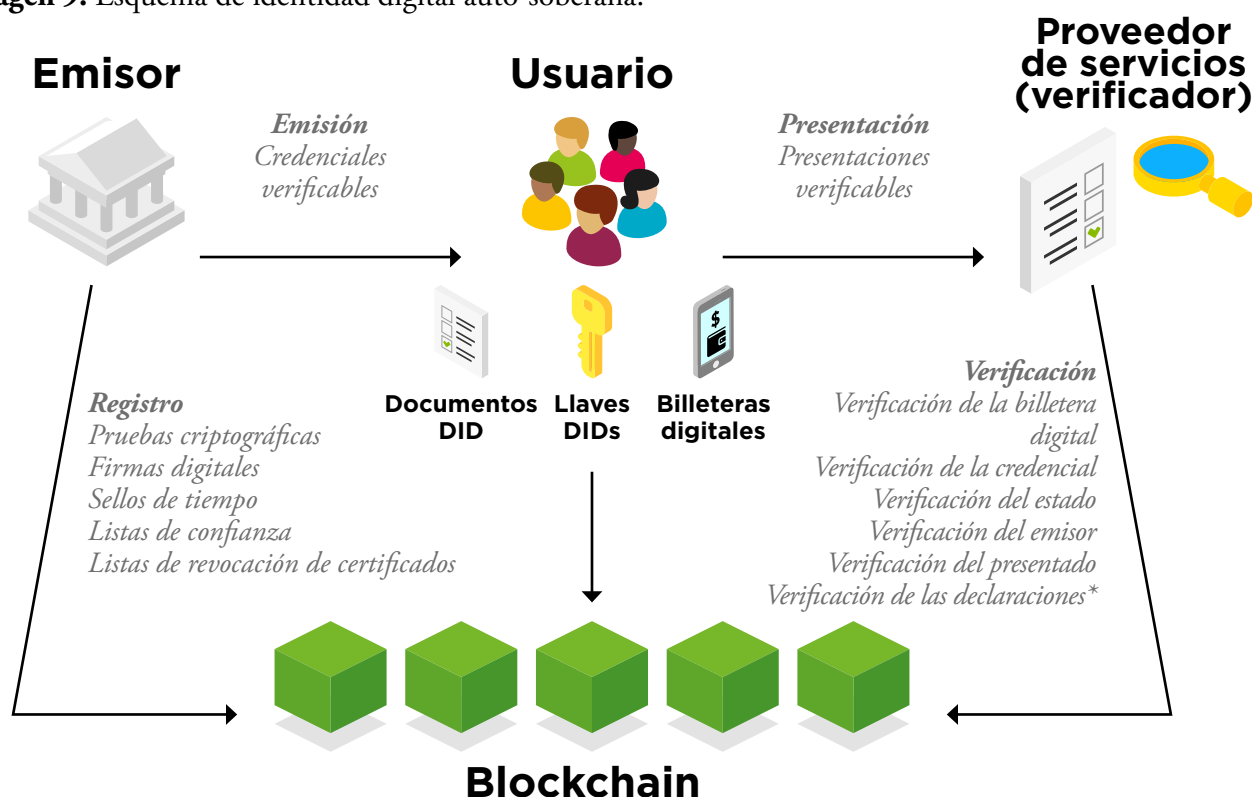 5. Esquema de identidad digital auto-soberana.
Emisor
Usuario
Proveedor
de servicios
(verificador)
Emisión
Credenciales
verificables
Presentación
Presentaciones
verificables
$
Documentos
DID
Llaves
DIDs
Billeteras
digitales
Registro
Pruebas criptográficas
Firmas digitales
Sellos de tiempo
Listas de confianza
Listas de revocación de certificados
Verificación
Verificación de la billetera
digital
Verificación de la credencial
Verificación del estado
Verificación del emisor
Verificación del presentado
Verificación de las declaraciones*
Blockchain